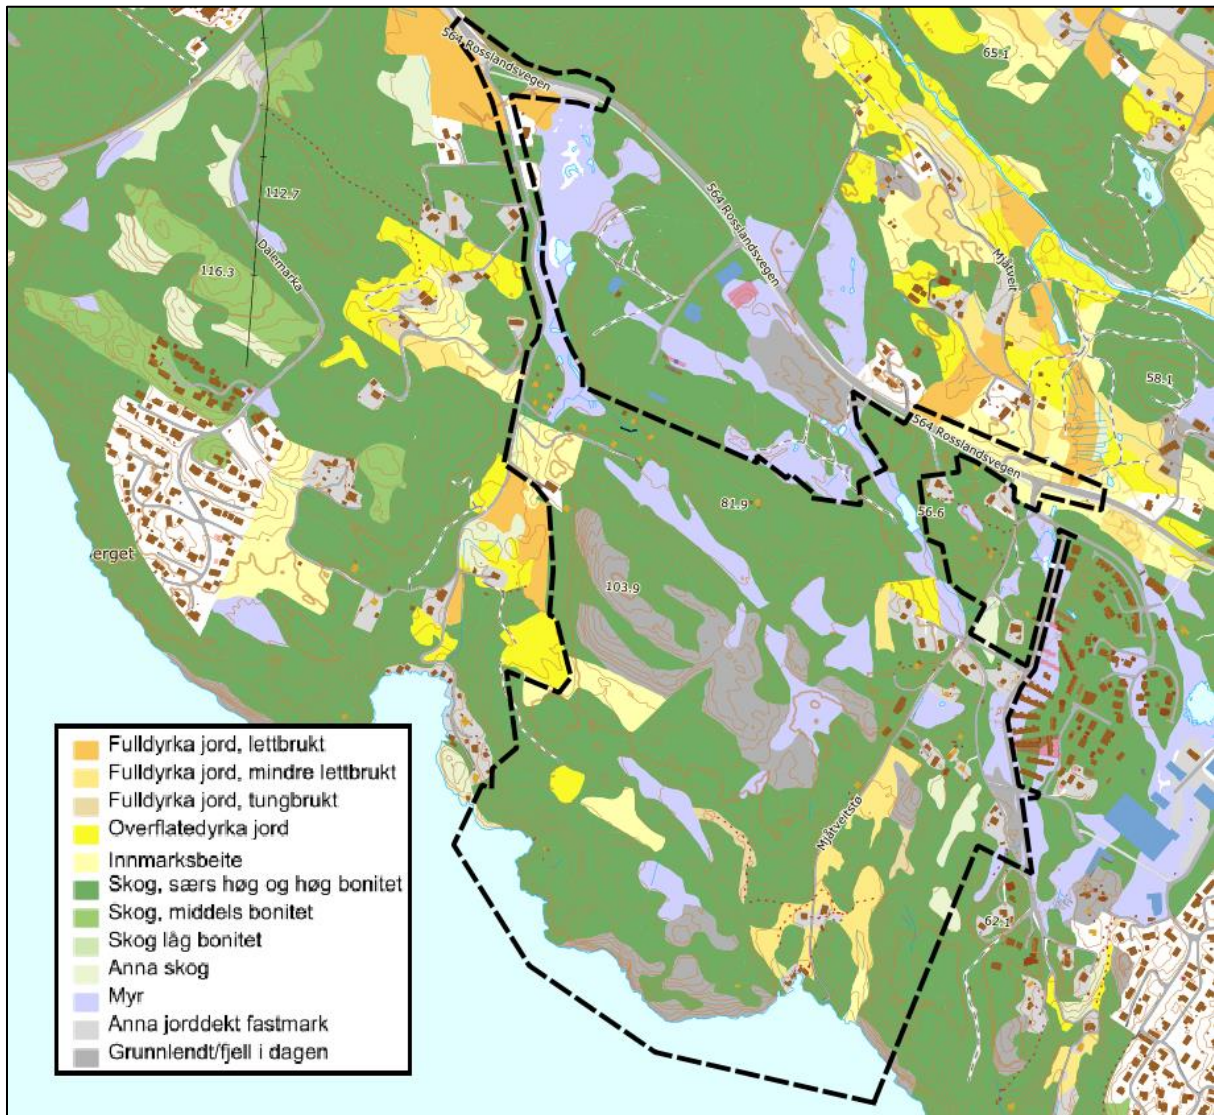 564 Rosslandsvegen
65.1
112.7
564 Rosslandsvegen
Mjåtveit
Dalemarka
116.3
58.1
564 Rosslandsvegen
81.9
56.6
erget
103.9
Mjåtveitstø
62.1
Fulldyrka jord, lettbrukt
Fulldyrka jord, mindre lettbrukt
Fulldyrka jord, tungbrukt
Overflatedyrka jord
Innmarksbeite
Skog, særs høg og høg bonitet
Skog, middels bonitet
Skog låg bonitet
Anna skog
Myr
Anna jorddekt fastmark
Grunnlendt/fjell i dagen